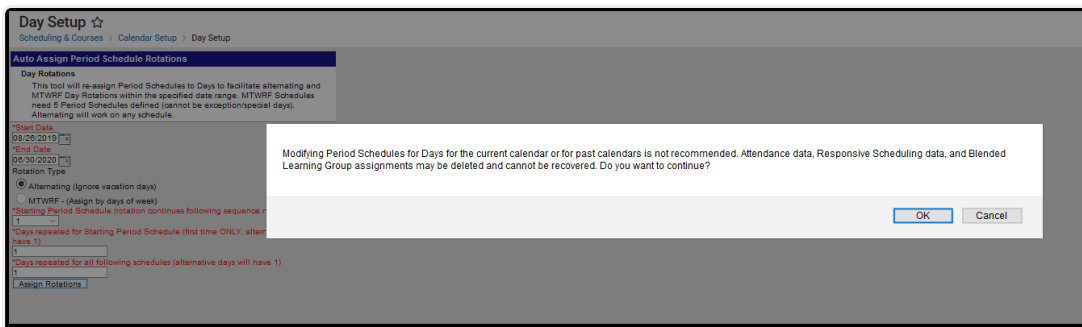 Day Setup ☆
Scheduling & Courses > Calendar Setup > Day Setup
Auto Assign Period Schedule Rotations
Day Rotations
This tool will re-assign Period Schedules to Days to facilitate alternating and
MTWRF Day Rotations within the specified date range. MTWRF Schedules
need 5 Period Schedules defined (cannot be exception/special days).
Alternating will work on any schedule.
*Start Date
08/26/2019
*End Date
06/30/2020
Rotation Type
Alternating (Ignore vacation days)
MTWRF - (Assign by days of week)
*Starting Period Schedule (rotation continues following sequence
1
*Days repeated for Starting Period Schedule (first time ONLY,
have 1)
1
*Days repeated for all following schedules (alternative days will have 1)
1
Assign Rotations
Modifying Period Schedules for Days for the current calendar or for past calendars is not recommended. Attendance data, Responsive Scheduling data, and Blended
Learning Group assignments may be deleted and cannot be recovered. Do you want to continue?
OK Cancel